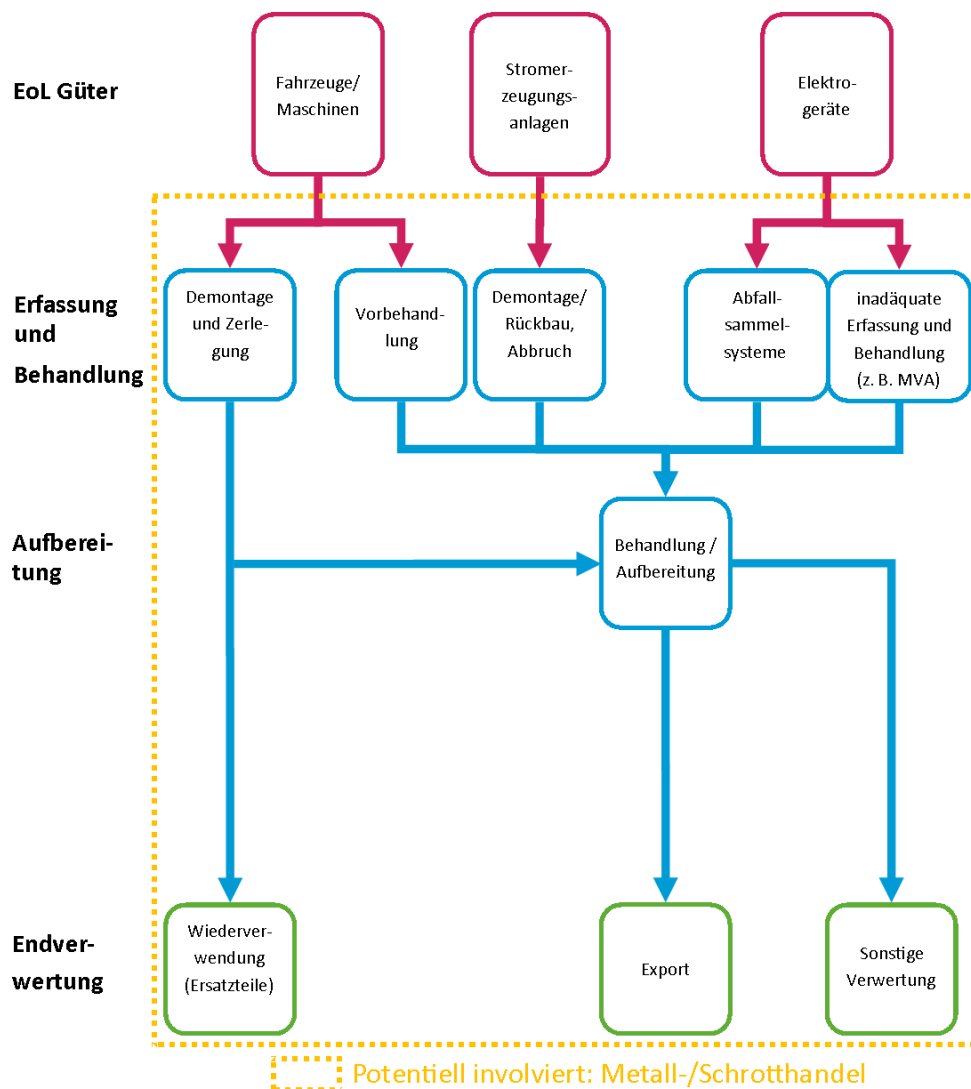 EoL Güter
Fahrzeuge/
Maschinen
Stromer-
zeugungs-
anlagen
Elektro-
geräte
Erfassung
und
Behandlung
Demontage
und Zerle-
gung
Vorbehand-
lung
Demontage/
Rückbau,
Abbruch
Abfall-
sammel-
systeme
inadäquate
Erfassung und
Behandlung
(z. B. MVA)
Aufberei-
tung
Behandlung /
Aufbereitung
Endver-
wertung
Wiederver-
wendung
(Ersatzteile)
Export
Sonstige
Verwertung
Potentiell involviert: Metall-/Schrotthandel